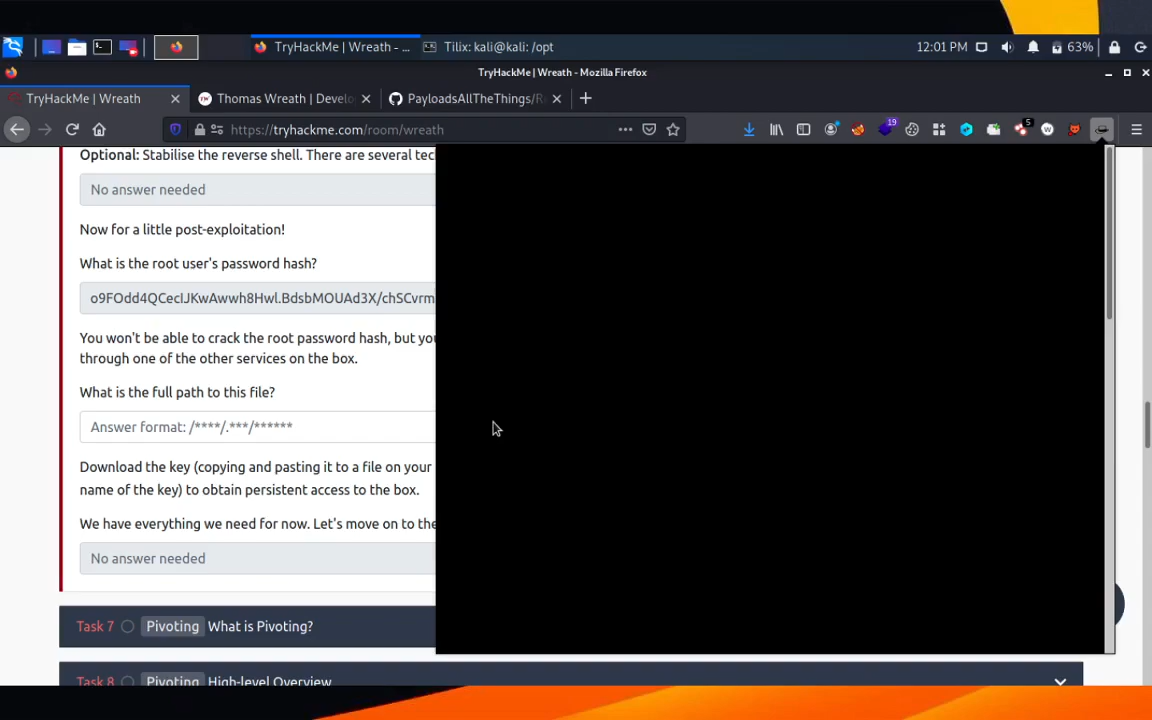 TryHackMe | Wreath - ...
Tilix: kali@kali: /opt
12:01 PM
63%
TryHackMe | Wreath - Mozilla Firefox
TryHackMe | Wreath
Thomas Wreath | Develo
PayloadsAllTheThings/R
https://tryhackme.com/room/wreath
19
5
Optional: Stabilise the reverse shell. There are several tec
No answer needed
Now for a little post-exploitation!
What is the root user's password hash?
o9FOdd4QCecIJKwAwwh8Hwl.BdsbMOUAd3X/chSCvrm
You won't be able to crack the root password hash, but you
through one of the other services on the box.
What is the full path to this file?
Answer format: /****/.***/******
Download the key (copying and pasting it to a file on your
name of the key) to obtain persistent access to the box.
We have everything we need for now. Let's move on to the
No answer needed
Task 7 Pivoting What is Pivoting?
Task 8 Pivoting High-level Overview